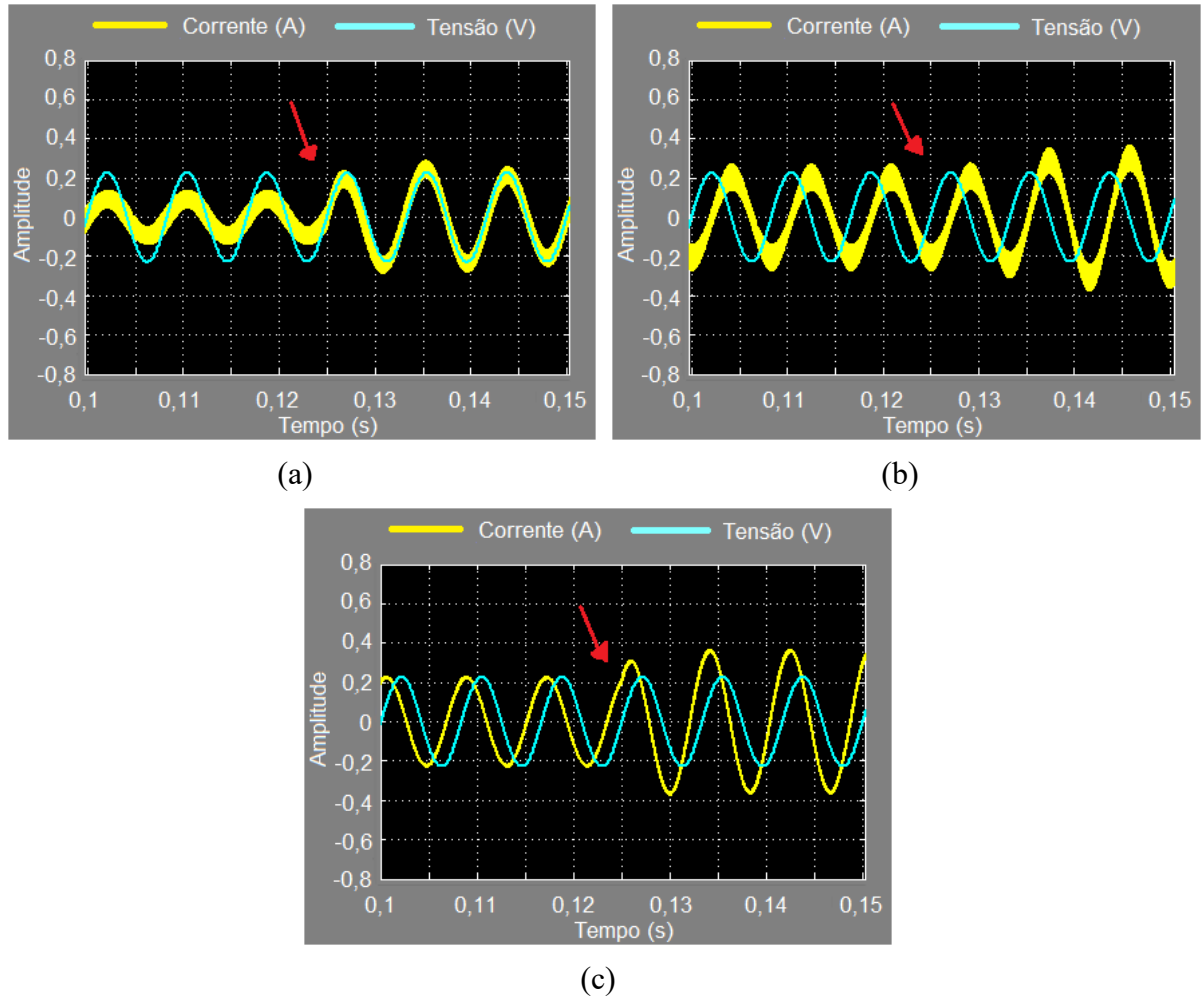 Corrente (A) Tensão (V)
0,8
0,6
0,4
0,2
0
-0,2
-0,4
-0,6
-0,8
Amplitude
0,1 0,11 0,12 0,13 0,14 0,15
Tempo (s)
(a)
Corrente (A) Tensão (V)
0,8
0,6
0,4
0,2
0
-0,2
-0,4
-0,6
-0,8
Amplitude
0,1 0,11 0,12 0,13 0,14 0,15
Tempo (s)
(b)
Corrente (A) Tensão (V)
0,8
0,6
0,4
0,2
0
-0,2
-0,4
-0,6
-0,8
Amplitude
0,1 0,11 0,12 0,13 0,14 0,15
Tempo (s)
(c)